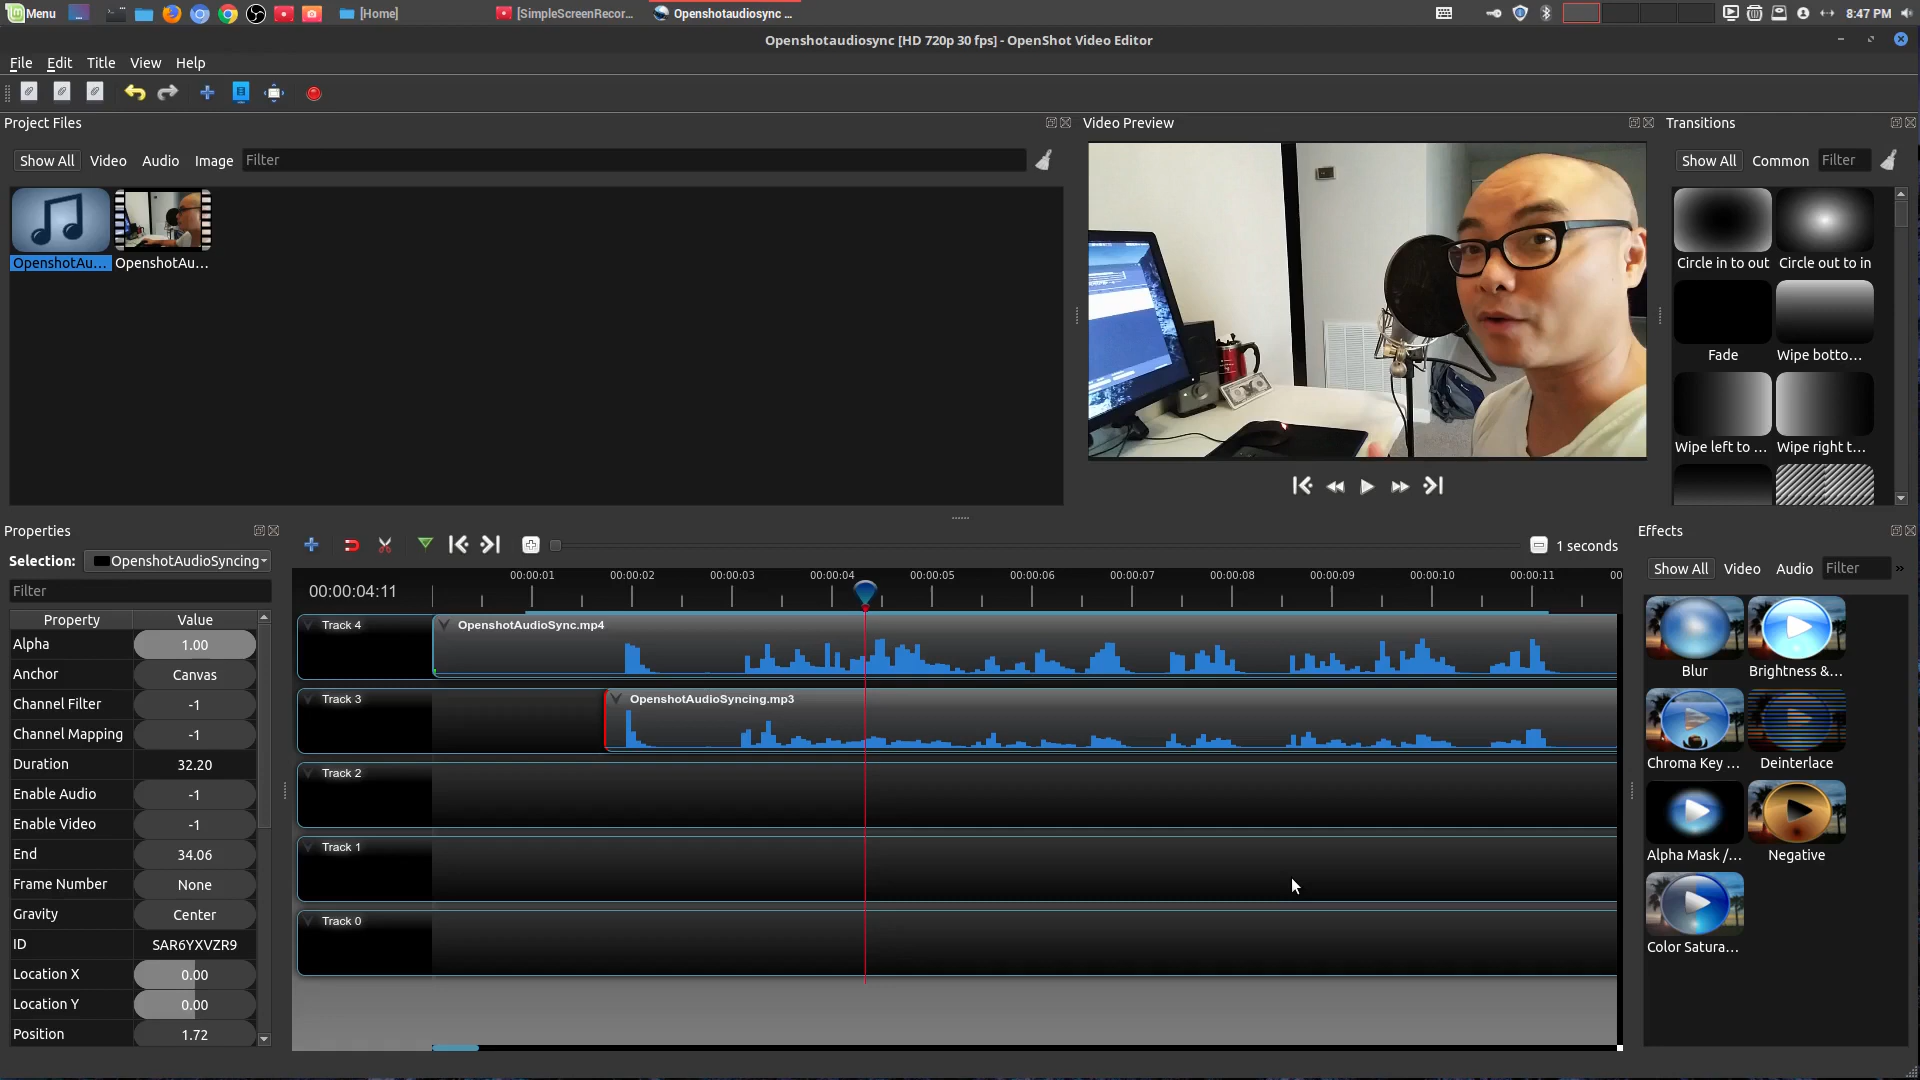 Menu
[Home]
[SimpleScreenRecor...
Openshotaudiosync ...
8:47 PM
Openshotaudiosync [HD 720p 30 fps] - OpenShot Video Editor
File Edit Title View Help
Project Files
Show All Video Audio Image Filter
OpenshotAu... OpenshotAu...
Video Preview
Transitions
Show All Common Filter
Circle in to out Circle out to in
Fade Wipe botto...
Wipe left to ... Wipe right t...
Properties
Selection: OpenshotAudioSyncing
Filter
Property Value
Alpha 1.00
Anchor Canvas
Channel Filter -1
Channel Mapping -1
Duration 32.20
Enable Audio -1
Enable Video -1
End 34.06
Frame Number None
Gravity Center
ID SAR6YXVZR9
Location X 0.00
Location Y 0.00
Position 1.72
1 seconds
00:00:04:11
00:00:01 00:00:02 00:00:03 00:00:04 00:00:05 00:00:06 00:00:07 00:00:08 00:00:09 00:00:10 00:00:11 00
Track 4 OpenshotAudioSync.mp4
Track 3 OpenshotAudioSyncing.mp3
Track 2
Track 1
Track 0
Effects
Show All Video Audio Filter »
Blur Brightness &...
Chroma Key ... Deinterlace
Alpha Mask /... Negative
Color Satura...